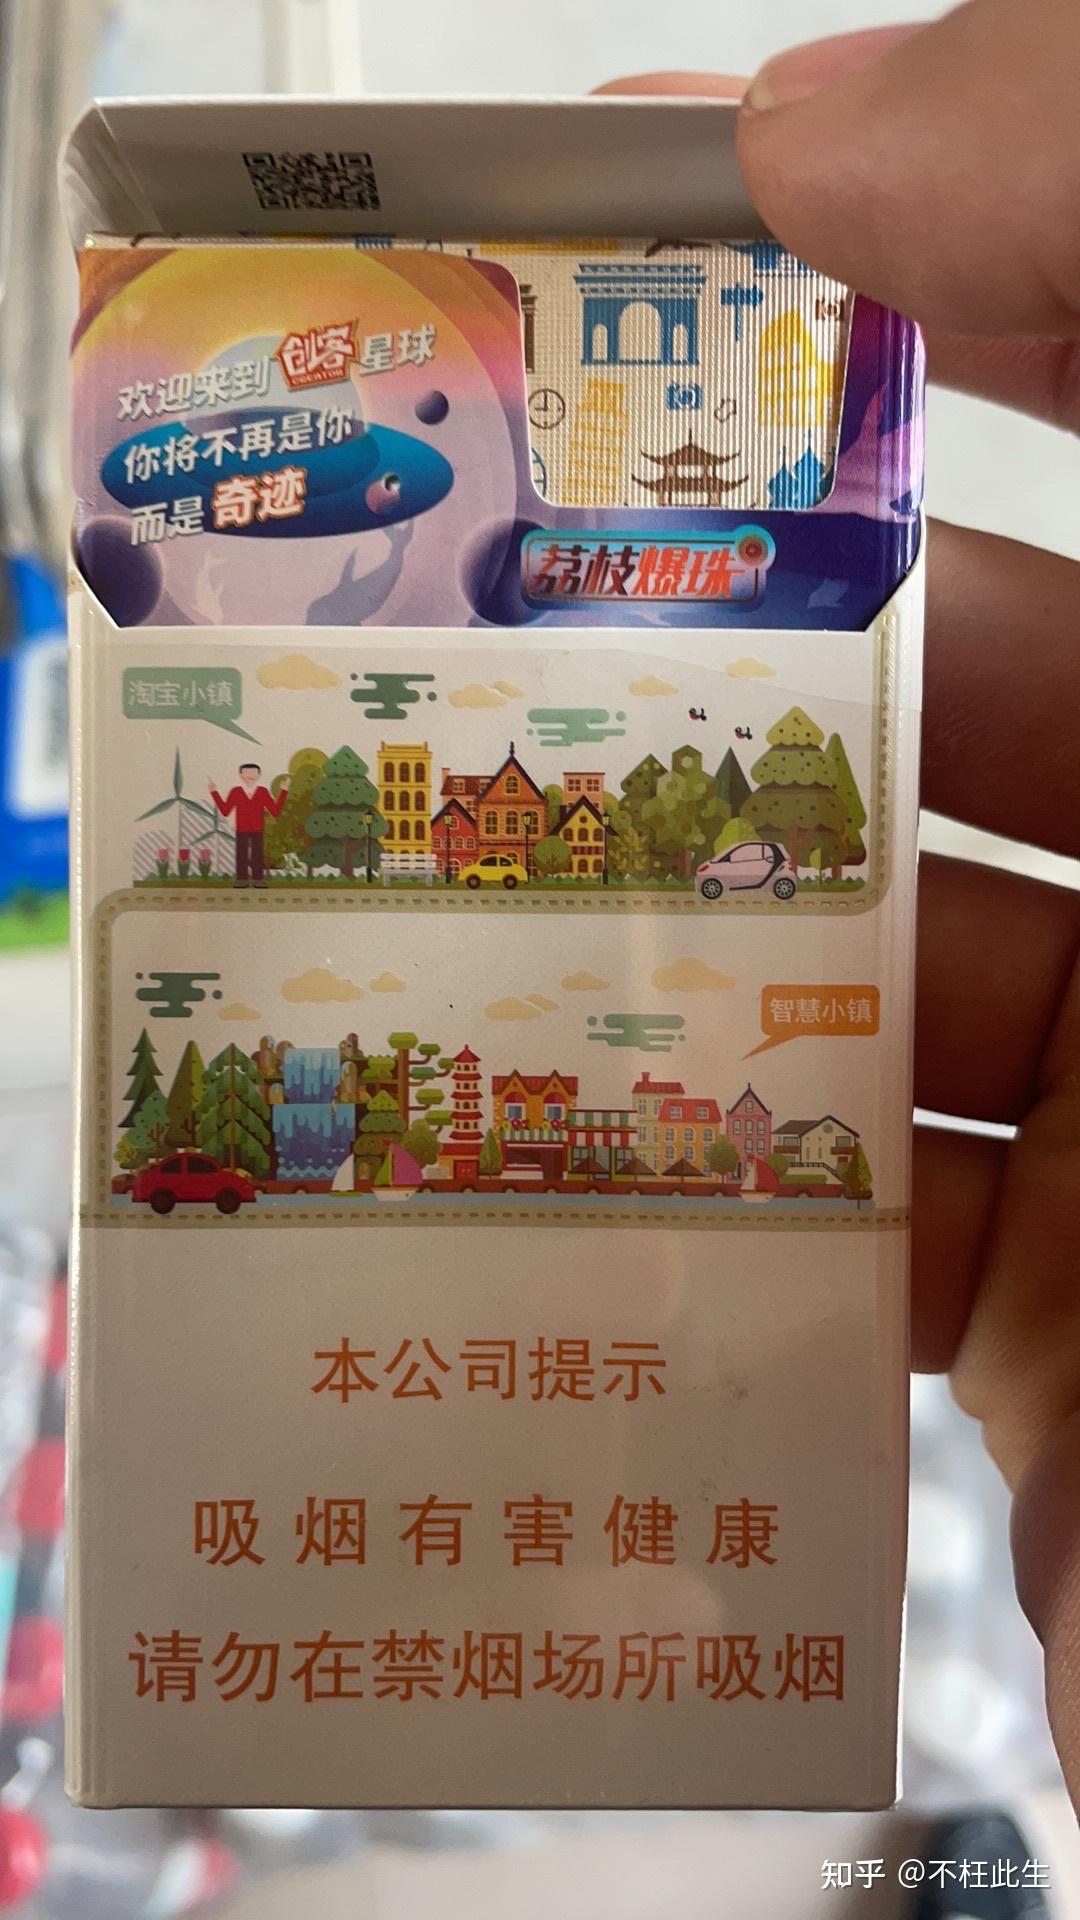 欢迎来到创客星球
CREATOR
你将不再是你
而是奇迹
荔枝爆珠
淘宝小镇
智慧小镇
本公司提示
吸烟有害健康
请勿在禁烟场所吸烟
知乎 @不枉此生